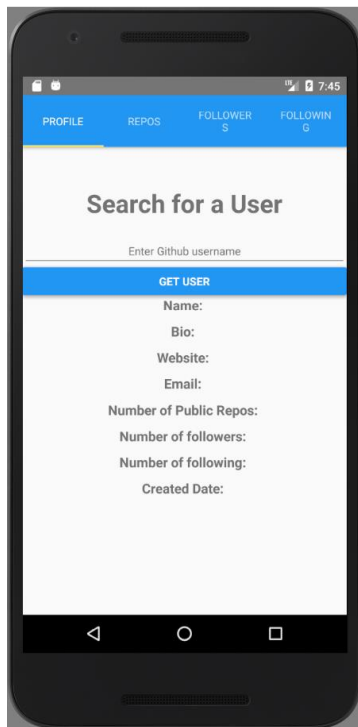 LTE 7:45
PROFILE REPOS FOLLOWER
S FOLLOWIN
G
Search for a User
Enter Github username
GET USER
Name:
Bio:
Website:
Email:
Number of Public Repos:
Number of followers:
Number of following:
Created Date: